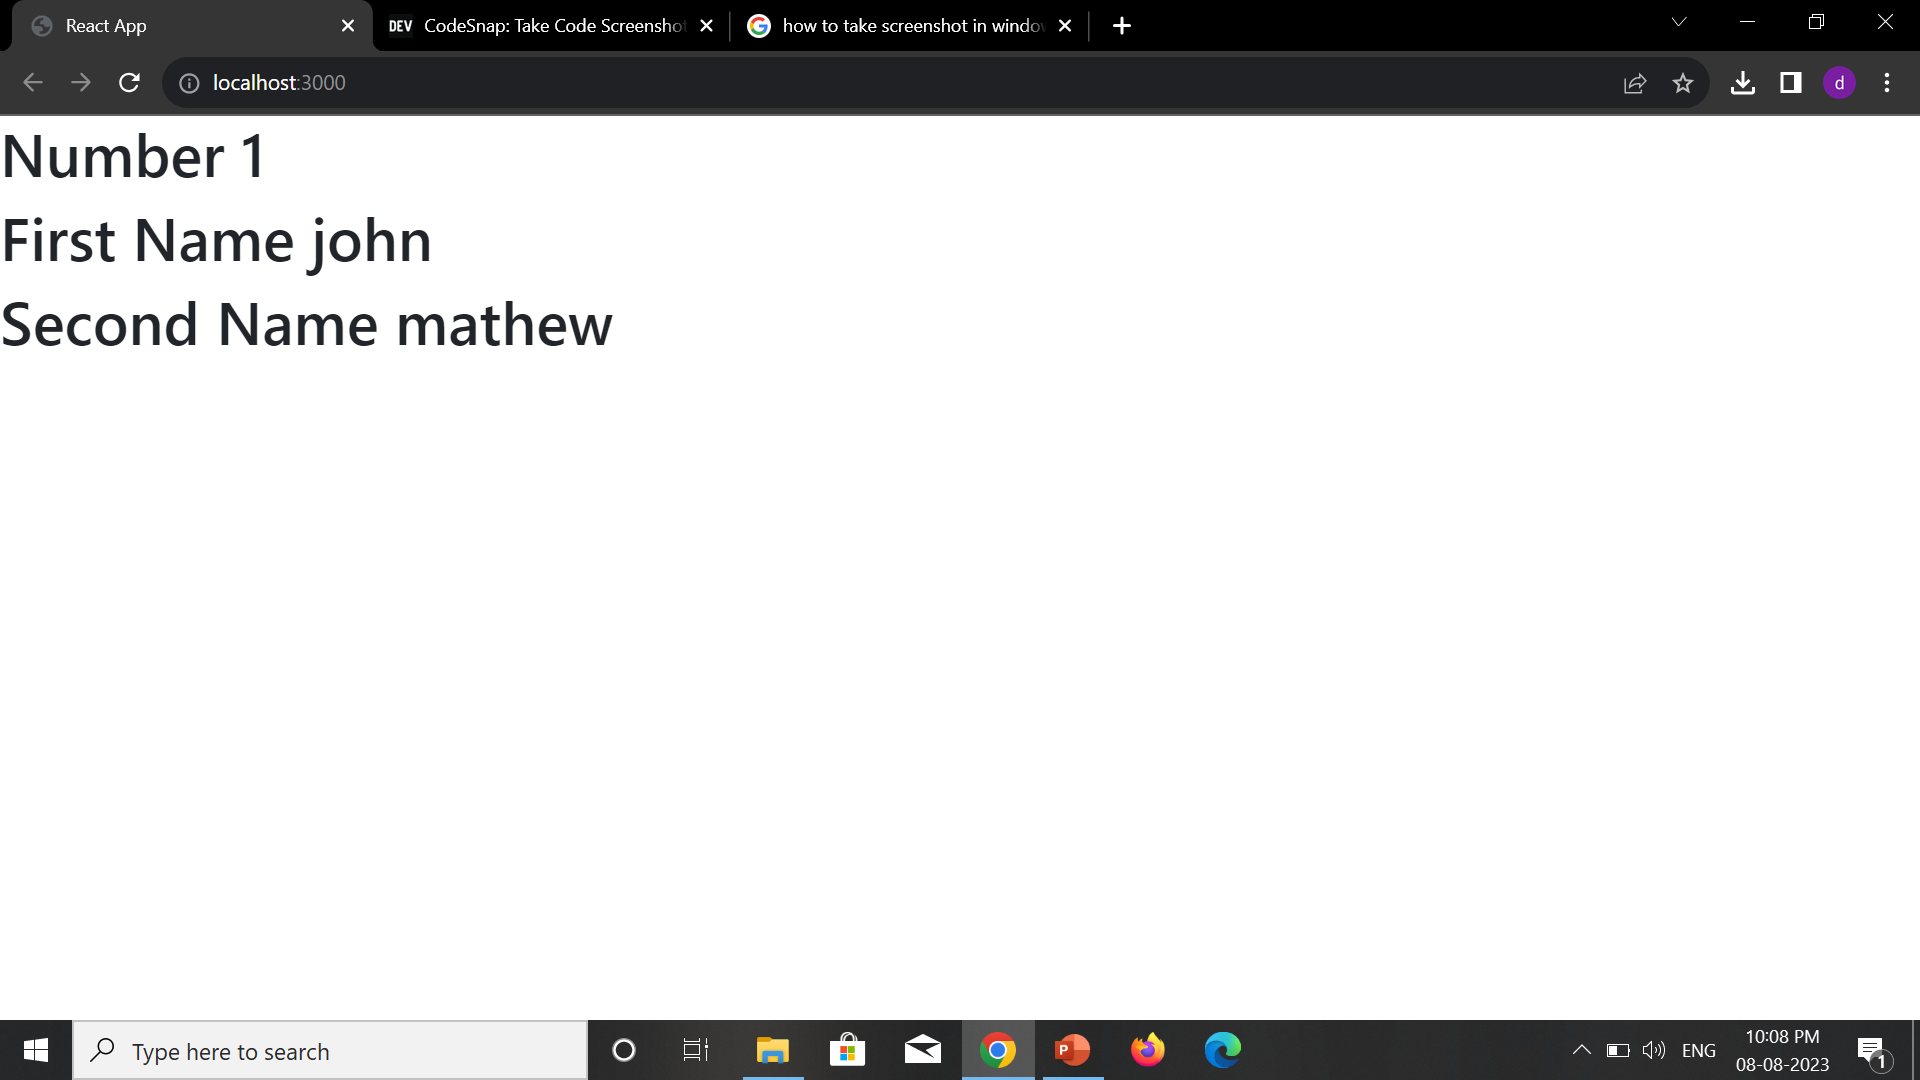 React App
DEV CodeSnap: Take Code Screenshot
how to take screenshot in window
localhost:3000
d
Number 1
First Name john
Second Name mathew
Type here to search
P
ENG
10:08 PM
08-08-2023
1